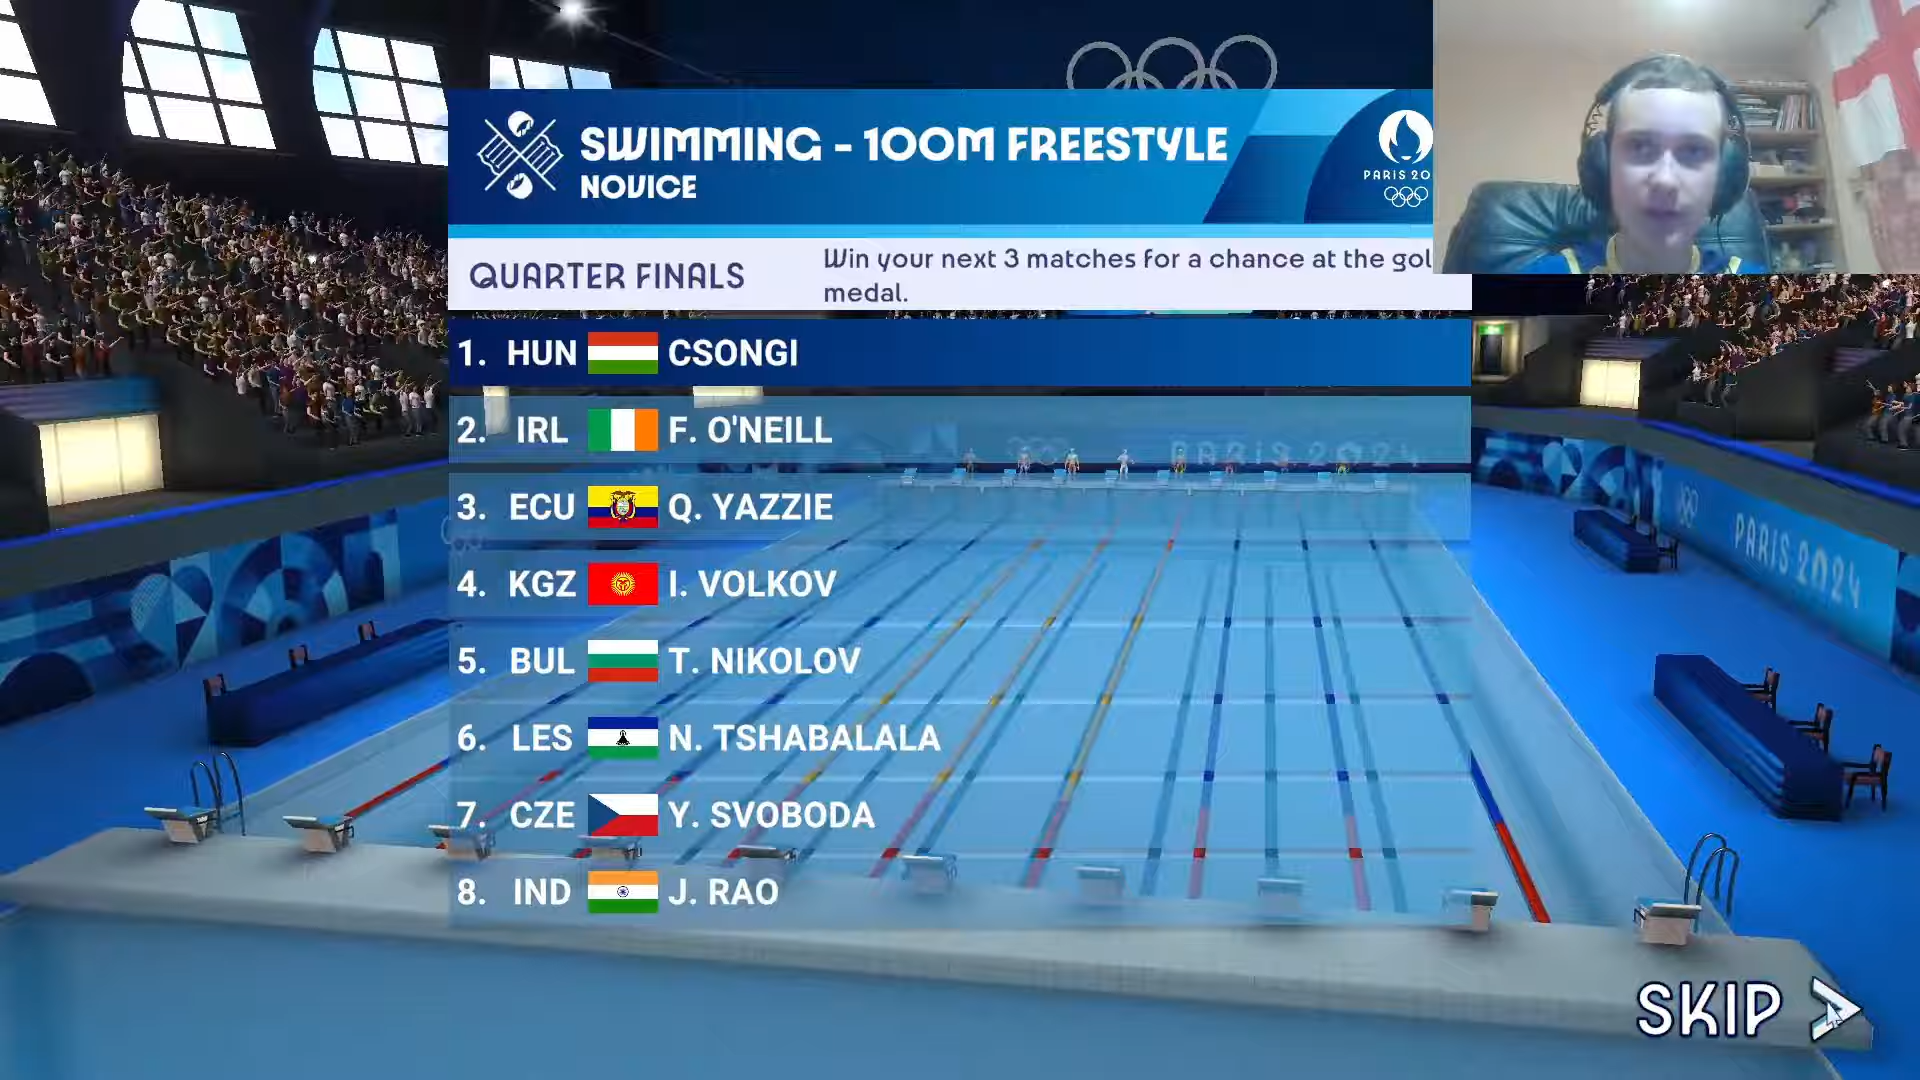 SWIMMING - 100M FREESTYLE
NOVICE
PARIS 20
QUARTER FINALS
Win your next 3 matches for a chance at the gol
medal.
1. HUN CSONGI
2. IRL F. O'NEILL
3. ECU Q. YAZZIE
4. KGZ I. VOLKOV
5. BUL T. NIKOLOV
6. LES N. TSHABALALA
7. CZE Y. SVOBODA
8. IND J. RAO
PARIS 2024
PARIS 2024
SKIP